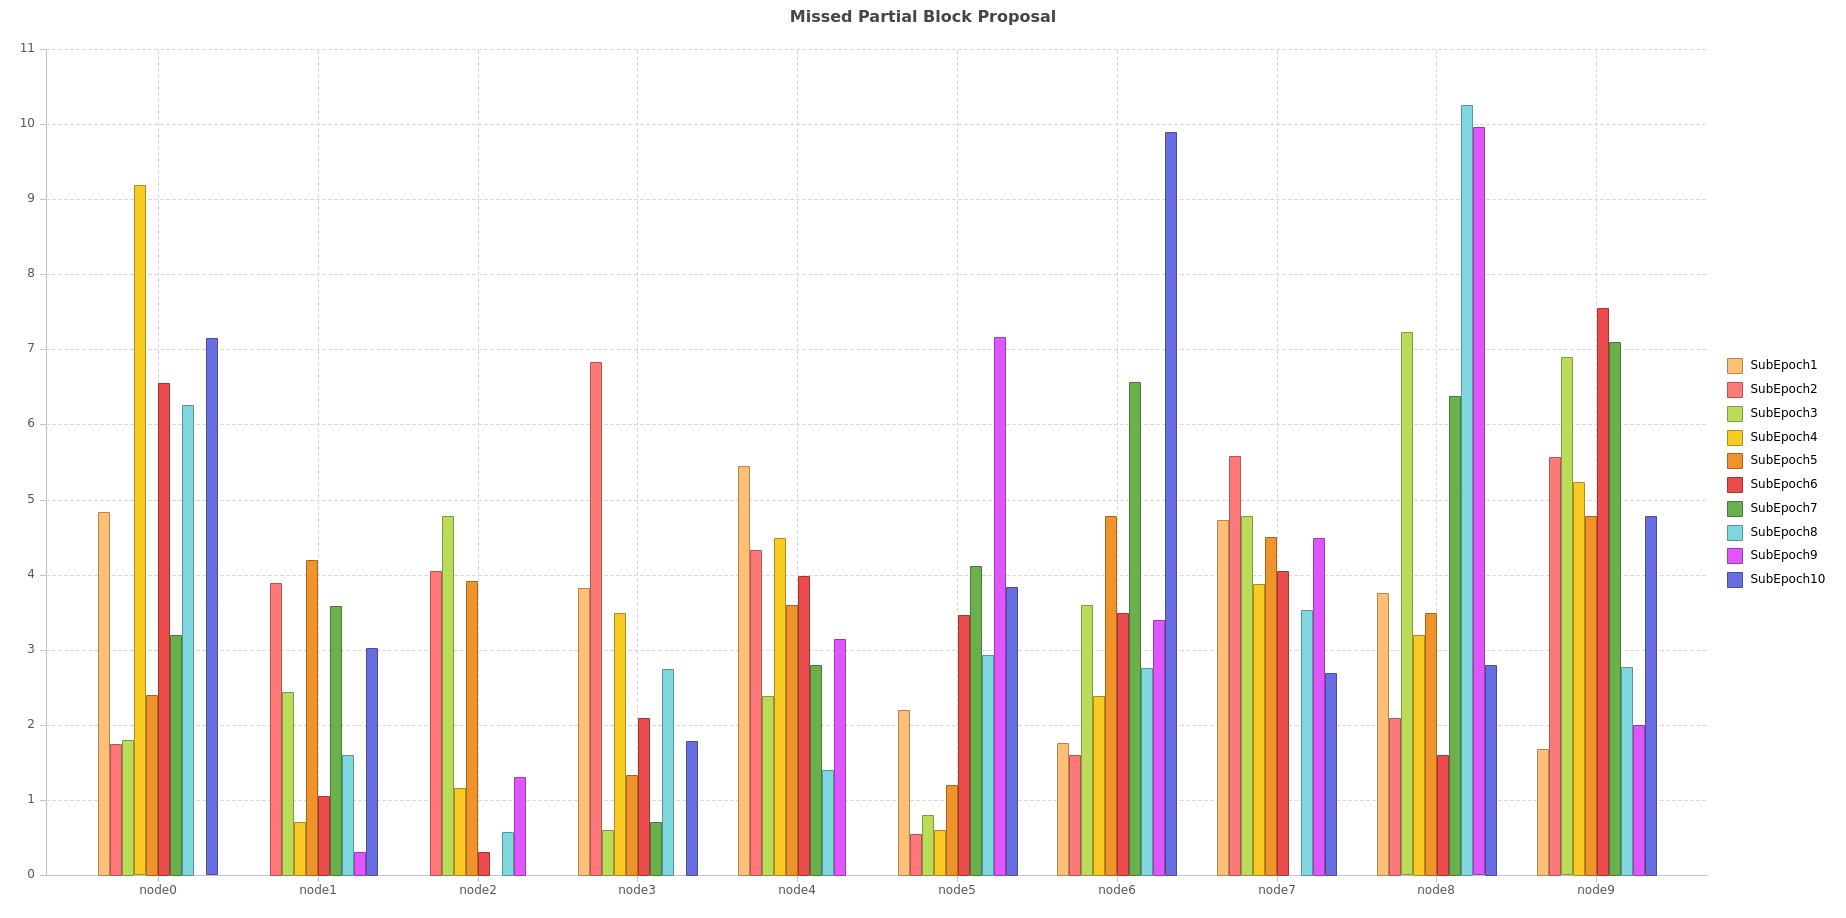 Missed Partial Block Proposal
11
10
9
8
7
6
5
4
3
2
1
0
node0 node1 node2 node3 node4 node5 node6 node7 node8 node9
SubEpoch1
SubEpoch2
SubEpoch3
SubEpoch4
SubEpoch5
SubEpoch6
SubEpoch7
SubEpoch8
SubEpoch9
SubEpoch10